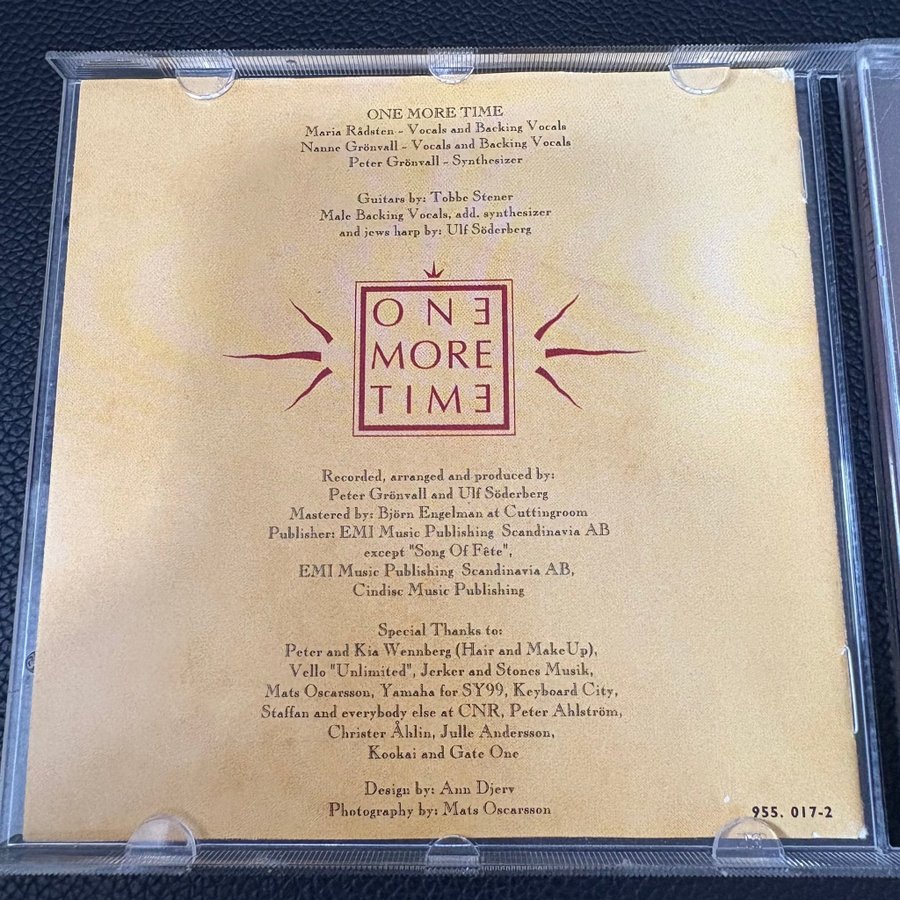 ONE MORE TIME
Maria Rådsten - Vocals and Backing Vocals
Nanne Grönvall - Vocals and Backing Vocals
Peter Grönvall - Synthesizer
Guitars by: Tobbe Stener
Male Backing Vocals, add. synthesizer
and jews harp by: Ulf Söderberg
ONE
MORE
TIME
Recorded, arranged and produced by:
Peter Grönvall and Ulf Söderberg
Mastered by: Björn Engelman at Cuttingroom
Publisher: EMI Music Publishing Scandinavia AB
except "Song Of Fête",
EMI Music Publishing Scandinavia AB,
Cindisc Music Publishing
Special Thanks to:
Peter and Kia Wennberg (Hair and MakeUp),
Vello "Unlimited", Jerker and Stones Musik,
Mats Oscarsson, Yamaha for SY99, Keyboard City,
Staffan and everybody else at CNR, Peter Ahlström,
Christer Åhlin, Julle Andersson,
Kookai and Gate One
Design by: Ann Djerv
Photography by: Mats Oscarsson
955. 017-2